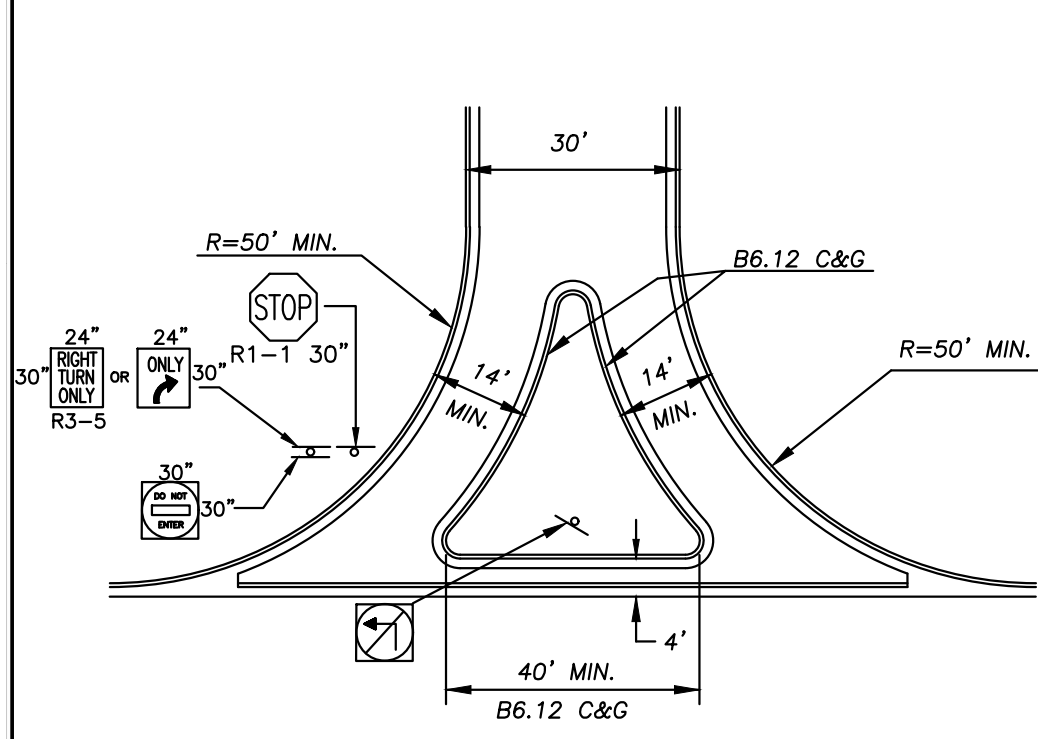 30'
R=50' MIN.
B6.12 C&G
STOP
R1-1 30"
24"
24"
30"
RIGHT
TURN
ONLY
OR
ONLY
30"
R3-5
14'
MIN.
14'
MIN.
R=50' MIN.
30"
DO NOT
ENTER
30"
4'
40' MIN.
B6.12 C&G